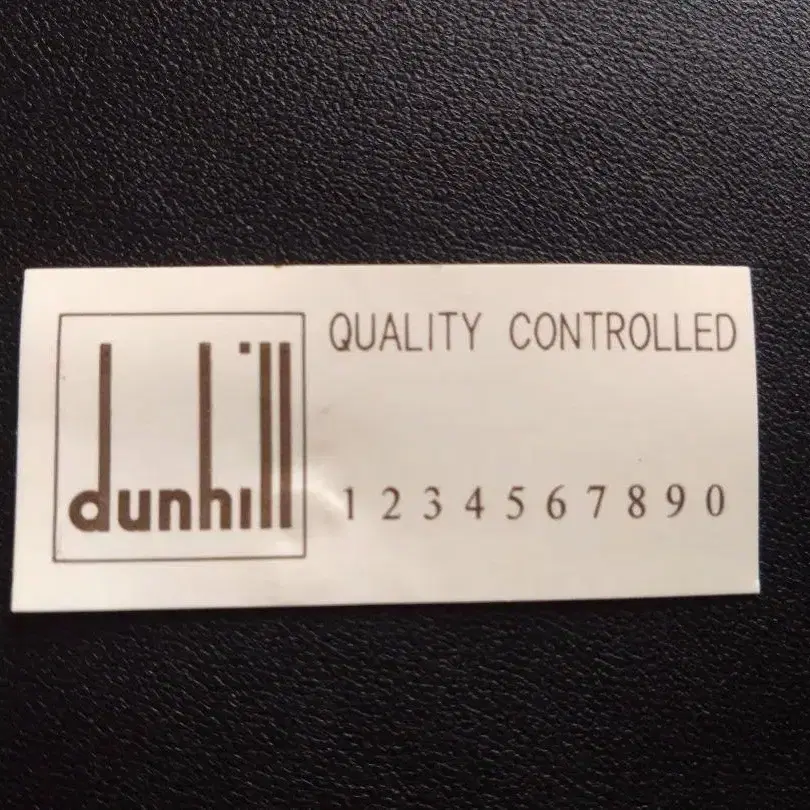 QUALITY CONTROLLED
dunhill
1 2 3 4 5 6 7 8 9 0